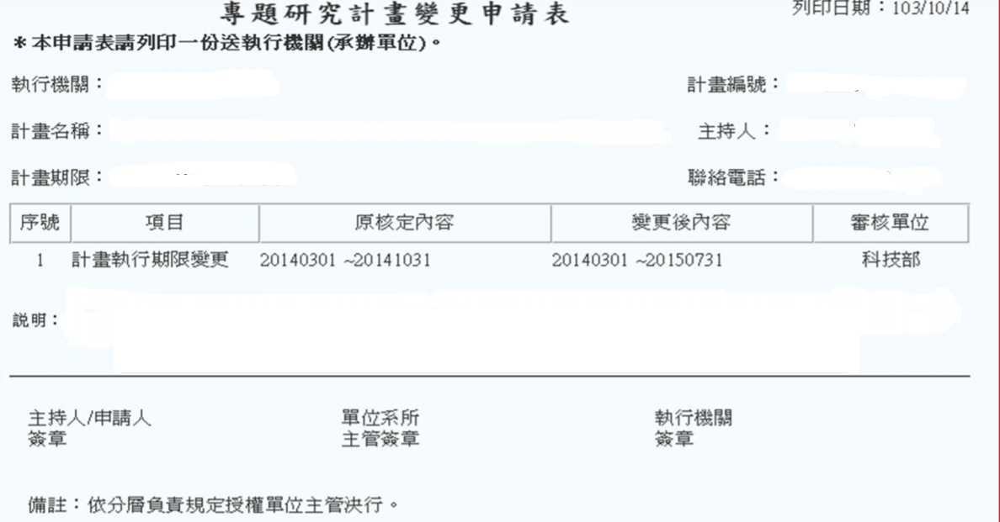 專題研究計畫變更申請表
列印日期：103/10/14
＊本申請表請列印一份送執行機關(承辦單位)。
執行機關：
計畫編號：
計畫名稱：
主持人：
計畫期限：
聯絡電話：
序號 項目 原核定內容 變更後內容 審核單位
1 計畫執行期限變更 20140301 ~20141031 20140301 ~20150731 科技部
說明：
主持人/申請人 單位系所 執行機關
簽章 主管簽章 簽章
備註：依分層負責規定授權單位主管決行。